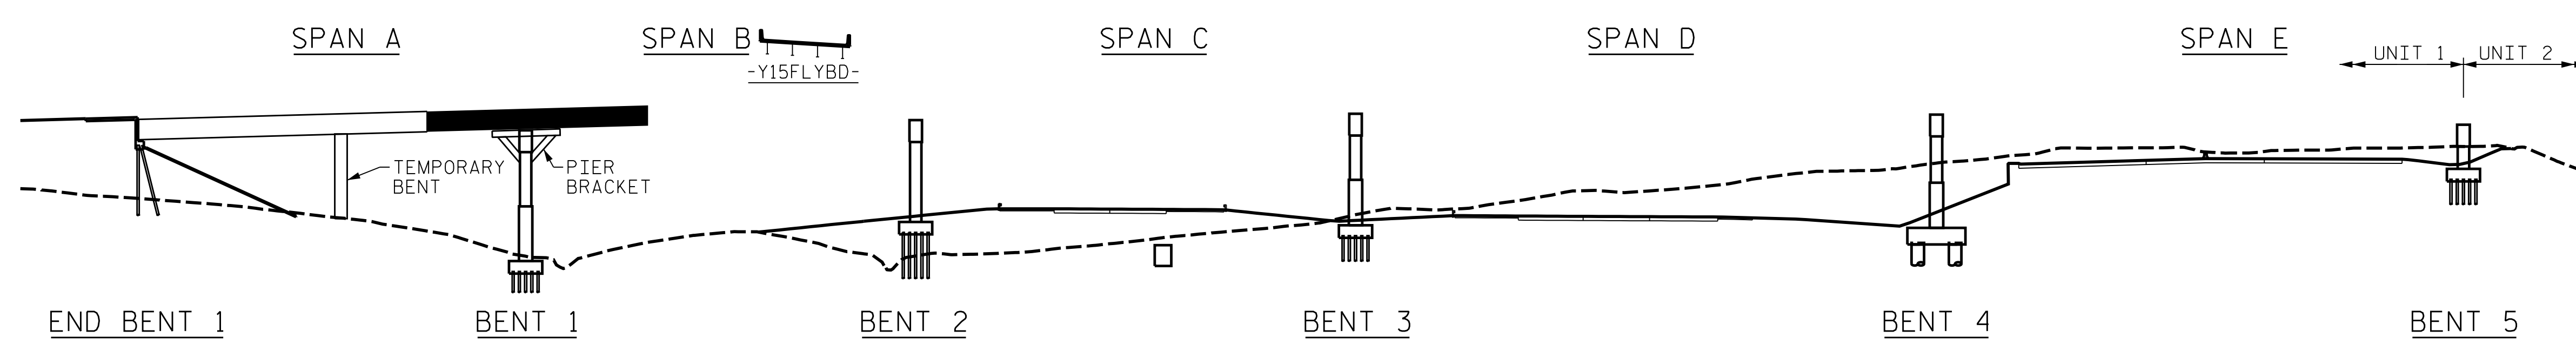 SPAN A
SPAN B
-Y15FLYBD-
SPAN C
SPAN D
SPAN E
UNIT 1
UNIT 2
TEMPORARY
BENT
PIER
BRACKET
END BENT 1
BENT 1
BENT 2
BENT 3
BENT 4
BENT 5